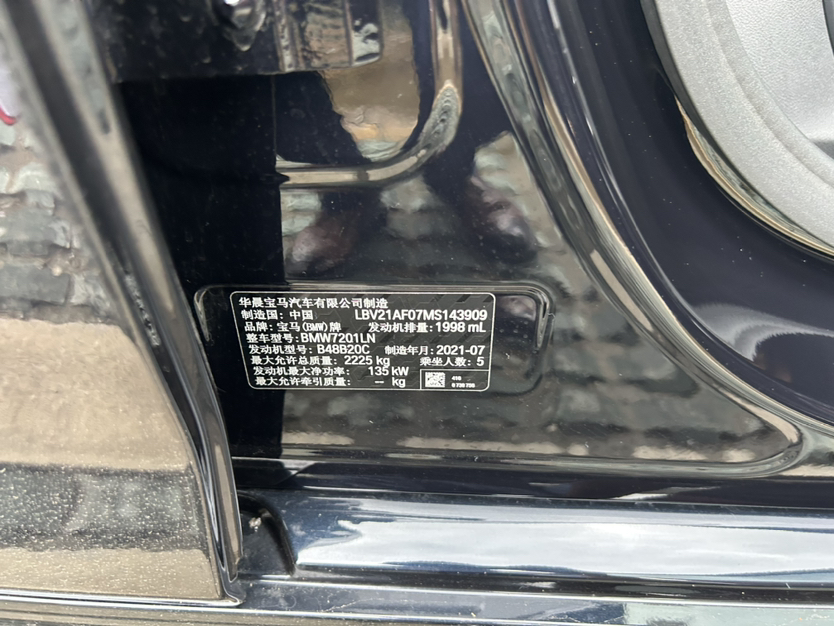 华晨宝马汽车有限公司制造
制造国: 中国 LBV21AF07MS143909
品牌: 宝马(BMW)牌 发动机排量: 1998 mL
整车型号: BMW7201LN
发动机型号: B48B20C 制造年月: 2021-07
最大允许总质量: 2225 kg 乘坐人数: 5
发动机最大净功率: 135 kW
最大允许牵引质量: -- kg